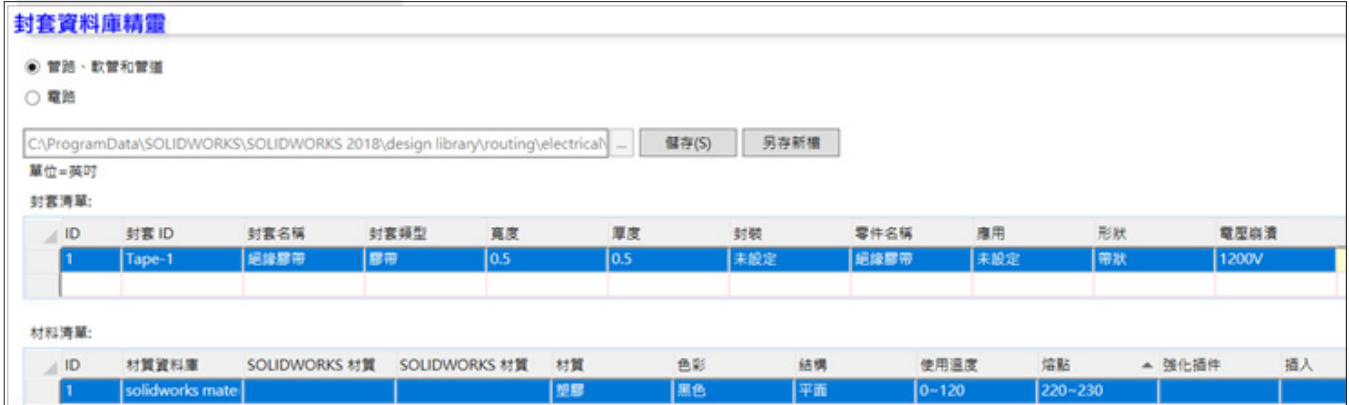 封套資料庫精靈
管路、軟管和管道
電路
C:\ProgramData\SOLIDWORKS\SOLIDWORKS 2018\design library\routing\electrical\ ... 儲存(S) 另存新檔
單位=英吋
封套清單:
ID 封套 ID 封套名稱 封套類型 寬度 厚度 封裝 零件名稱 應用 形狀 電壓崩潰
1 Tape-1 絕緣膠帶 膠帶 0.5 0.5 未設定 絕緣膠帶 未設定 帶狀 1200V
材料清單:
ID 材質資料庫 SOLIDWORKS 材質 SOLIDWORKS 材質 材質 色彩 結構 使用溫度 熔點 強化插件 插入
1 solidworks mate 塑膠 黑色 平面 0~120 220~230